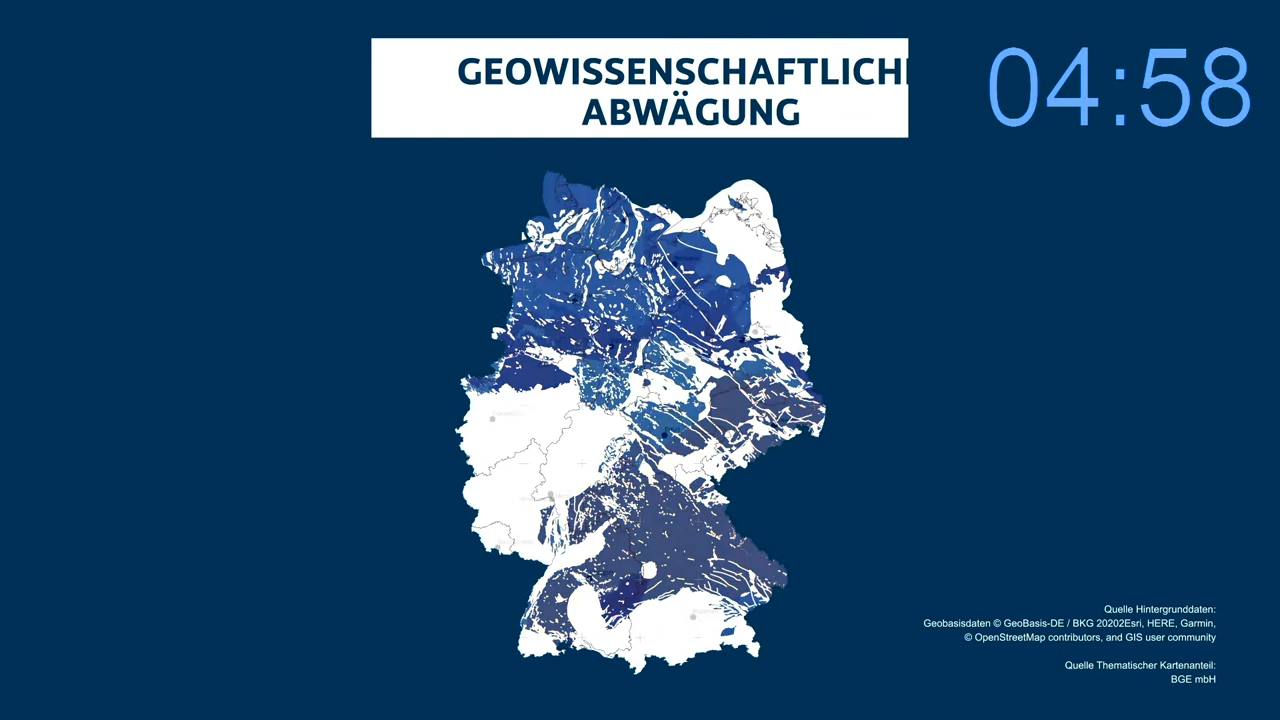 GEOWISSENSCHAFTLICH
ABWÄGUNG
04:58
Quelle Hintergrunddaten:
Geobasisdaten © GeoBasis-DE / BKG 20202Esri, HERE, Garmin,
© OpenStreetMap contributors, and GIS user community
Quelle Thematischer Kartenanteil:
BGE mbH